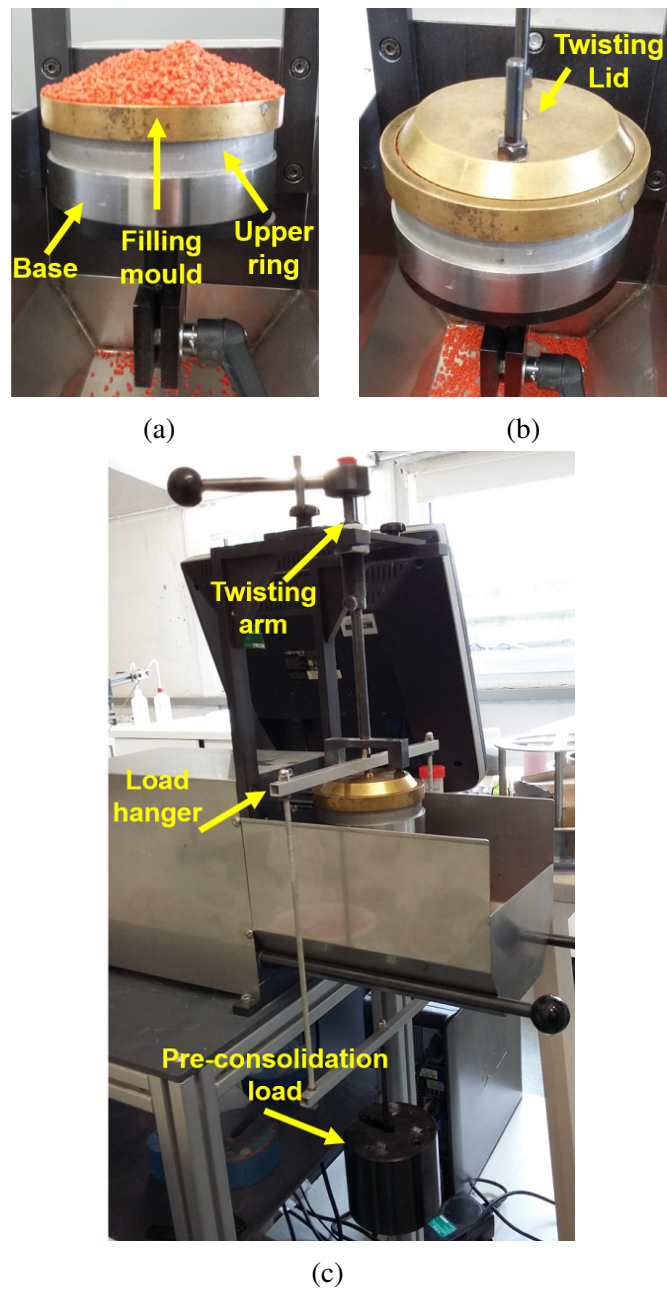 Base
Filling
mould
Upper
ring
(a)
Twisting
Lid
(b)
Twisting
arm
Load
hanger
Pre-consolidation
load
(c)